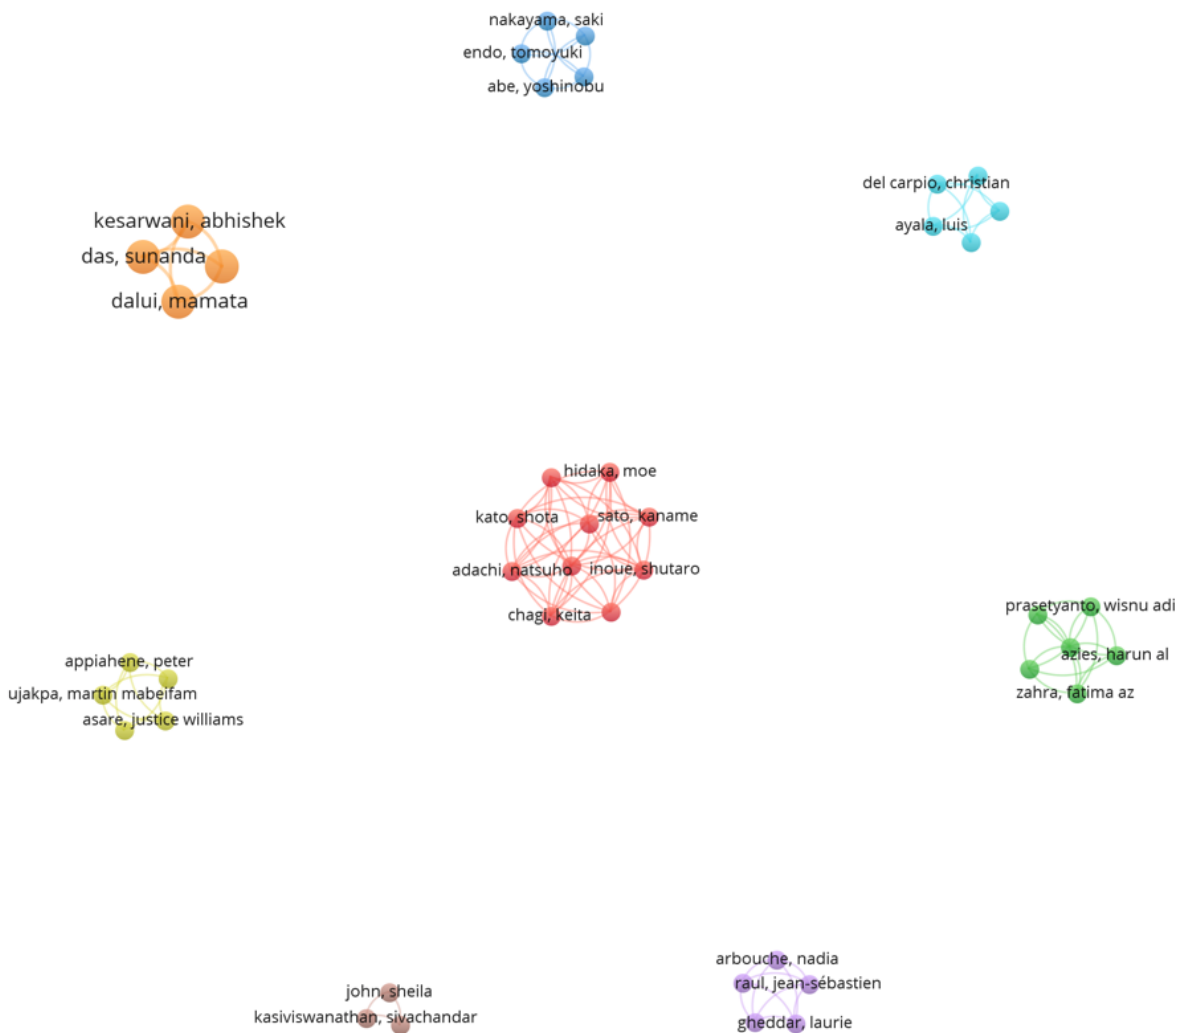 nakayama, saki
endo, tomoyuki
abe, yoshinobu
del carpio, christian
ayala, luis
kesarwani, abhishek
das, sunanda
dalui, mamata
hidaka, moe
kato, shota
sato, kaname
adachi, natsuho
inoue, shutaro
chagi, keita
prasetyanto, wisnu adi
azies, harun al
zahra, fatima az
appiahene, peter
ujakpa, martin mabeifam
asare, justice williams
john, sheila
kasiviswanathan, sivachandar
arbouche, nadia
raul, jean-sébastien
gheddar, laurie